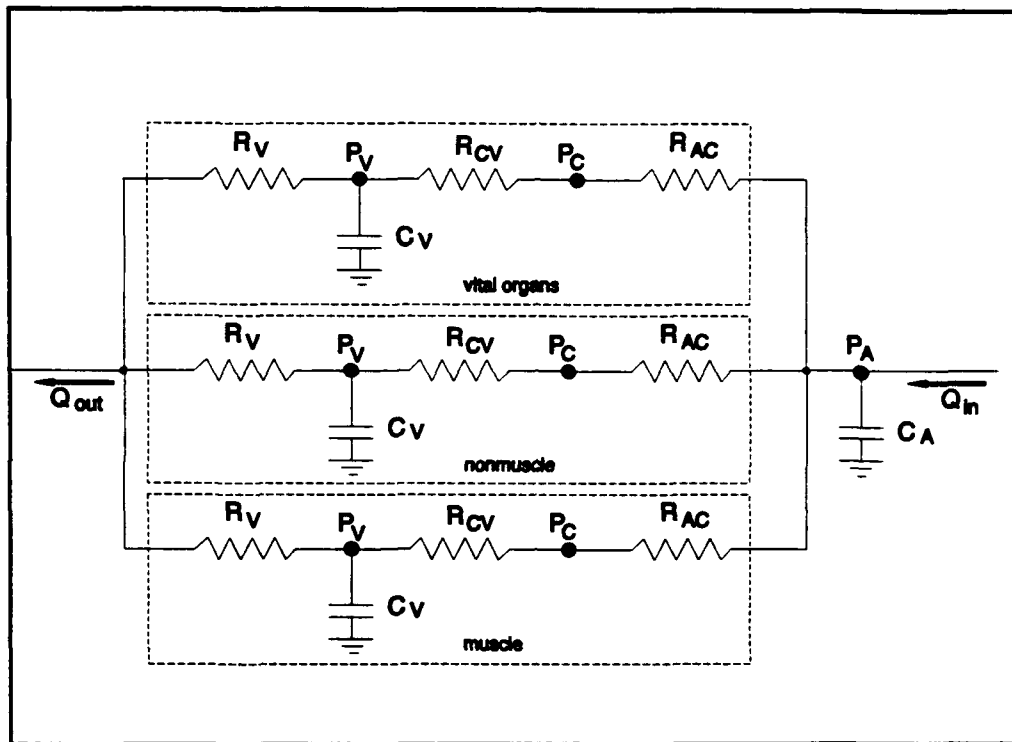 R_V P_V R_CV P_C R_AC
C_V
vital organs
R_V P_V R_CV P_C R_AC P_A
Q_out Q_in
C_V C_A
nonmuscle
R_V P_V R_CV P_C R_AC
C_V
muscle